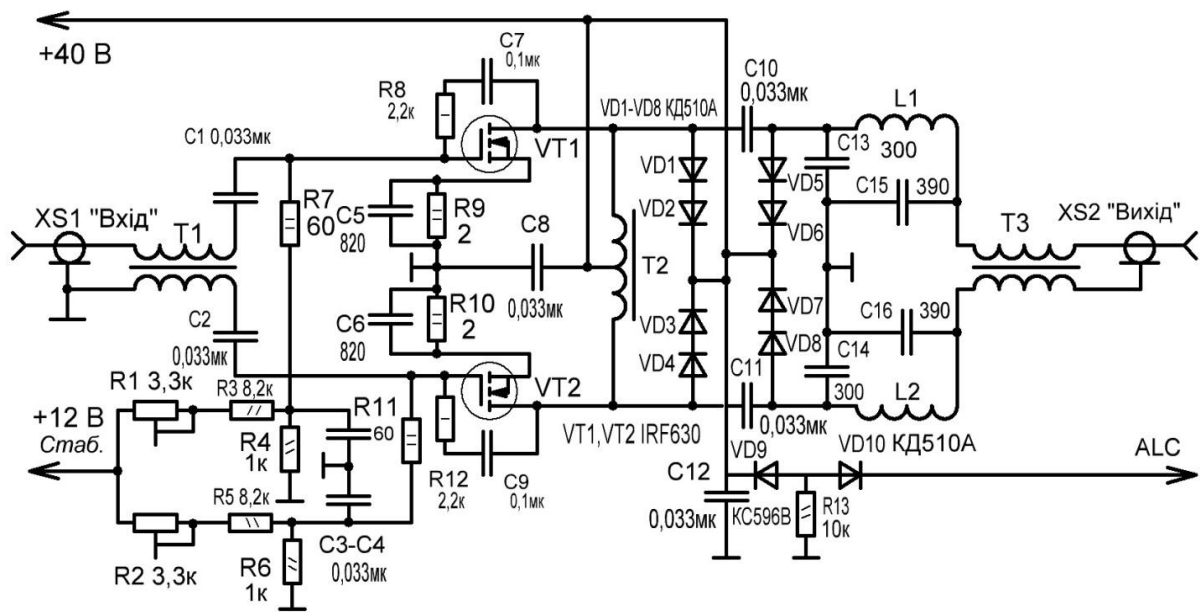 +40 В
C7
0,1мк
R8
2,2к
VT1
C1 0,033мк
VD1-VD8 КД510А
C10
0,033мк
L1
300
C13
C15
390
VD1
VD2
VD5
VD6
XS1 "Вхід"
T1
R7
60
C5
820
R9
2
C8
0,033мк
T2
T3
XS2 "Вихід"
C2
0,033мк
C6
820
R10
2
VD3
VD4
VD7
VD8
C16
390
C14
300
C11
0,033мк
L2
VT2
R1 3,3к
R3 8,2к
+12 В
Стаб.
R4
1к
R11
60
VT1,VT2 IRF630
VD9
VD10 КД510А
ALC
R5 8,2к
R12
2,2к
C9
0,1мк
C12
0,033мк
КС596В
R13
10к
R2 3,3к
R6
1к
C3-C4
0,033мк